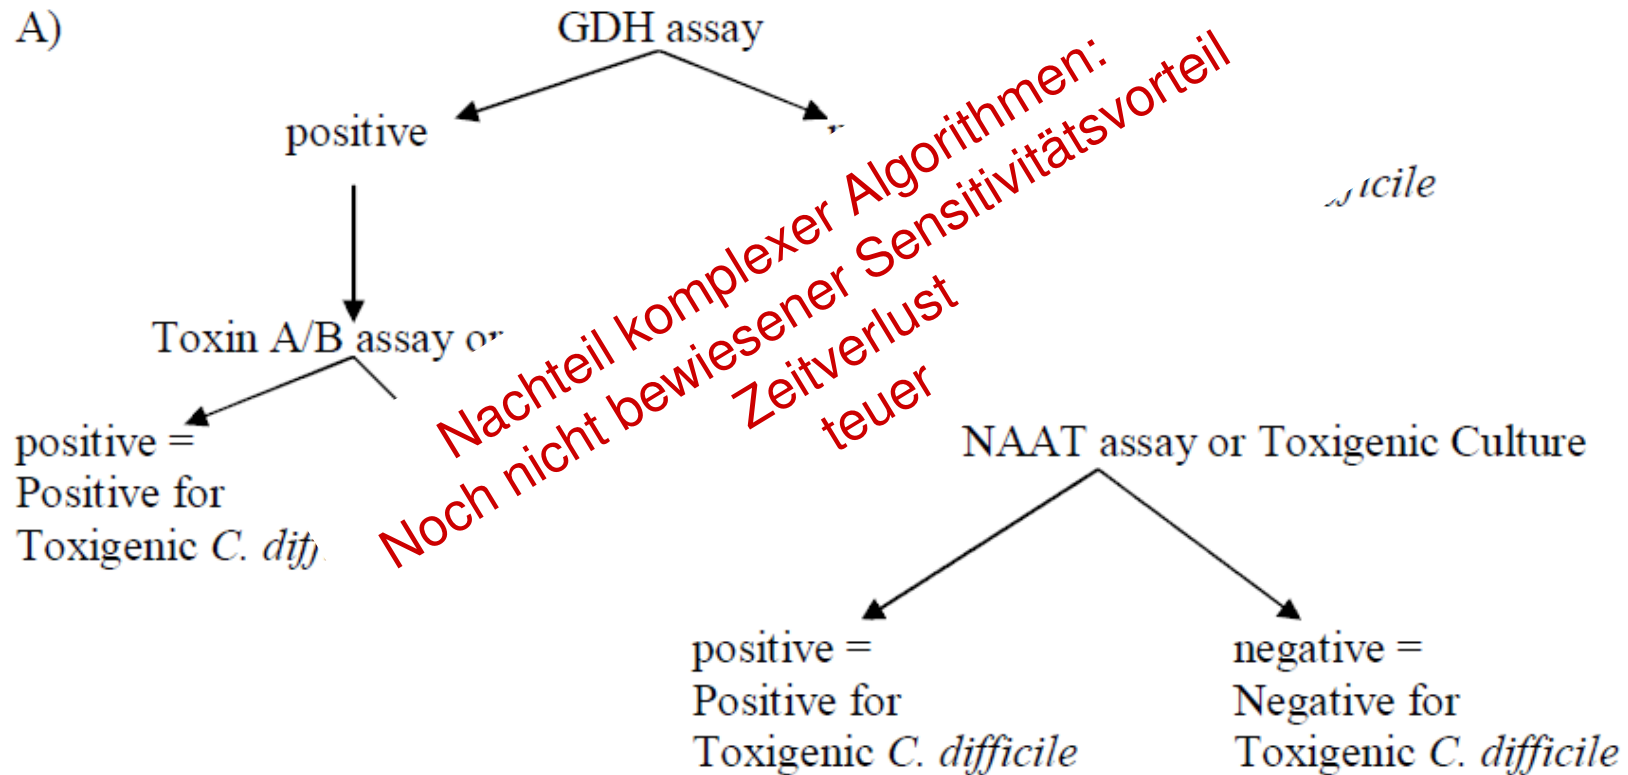 A)
GDH assay
positive
Toxin A/B assay or
positive =
Positive for
Toxigenic C.
Nachteil komplexer Algorithmen:
Noch nicht bewiesener Sensitivitätsvorteil
Zeitverlust
teuer
NAAT assay or Toxigenic Culture
positive =
Positive for
Toxigenic C. difficile
negative =
Negative for
Toxigenic C. difficile